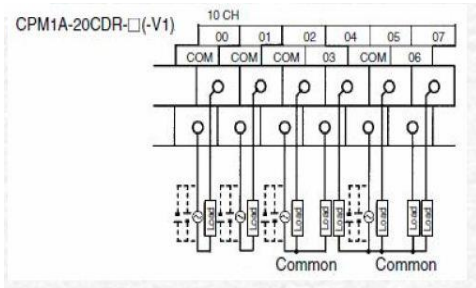 CPM1A-20CDR-□(-V1)
10 CH
00 01 02 04 05 07
COM COM COM 03 COM 06
Load Load Load Load Load Load Load Load
Common Common